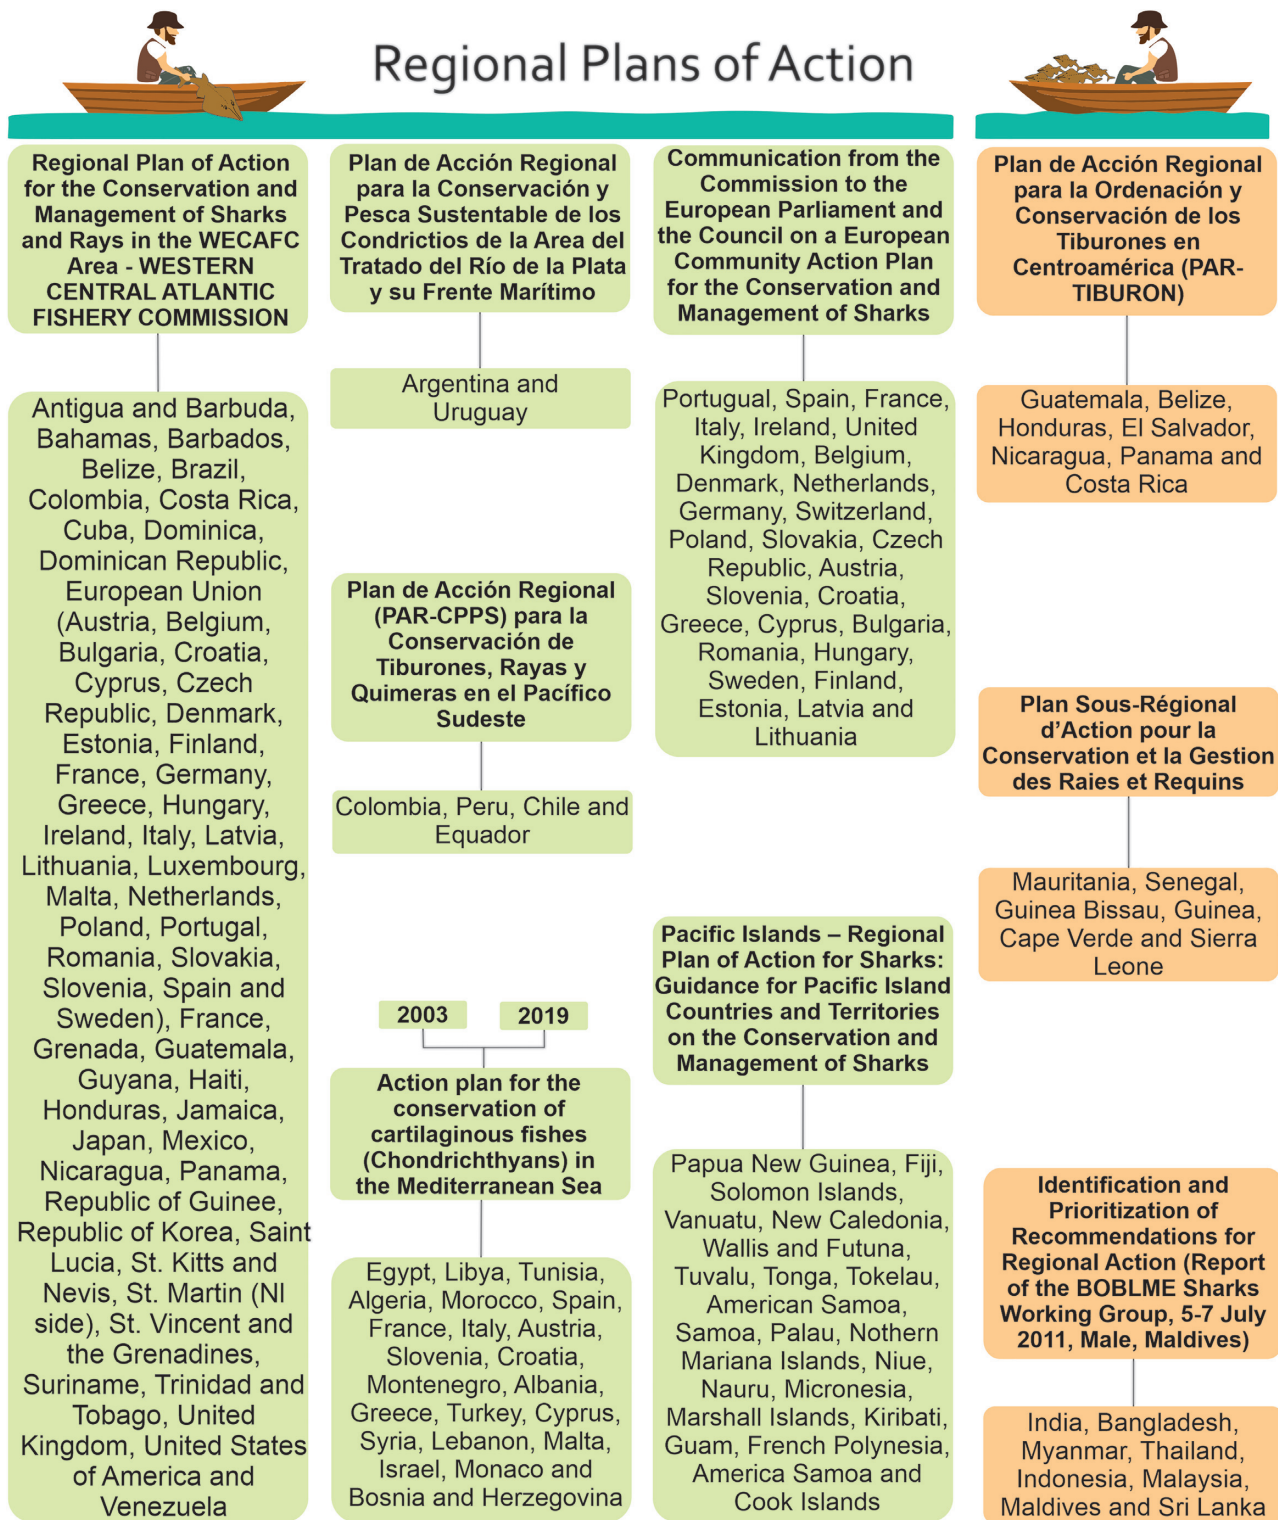 Regional Plans of Action
Regional Plan of Action
for the Conservation and
Management of Sharks
and Rays in the WECAFC
Area - WESTERN
CENTRAL ATLANTIC
FISHERY COMMISSION
Antigua and Barbuda,
Bahamas, Barbados,
Belize, Brazil,
Colombia, Costa Rica,
Cuba, Dominica,
Dominican Republic,
European Union
(Austria, Belgium,
Bulgaria, Croatia,
Cyprus, Czech
Republic, Denmark,
Estonia, Finland,
France, Germany,
Greece, Hungary,
Ireland, Italy, Latvia,
Lithuania, Luxembourg,
Malta, Netherlands,
Poland, Portugal,
Romania, Slovakia,
Slovenia, Spain and
Sweden), France,
Grenada, Guatemala,
Guyana, Haiti,
Honduras, Jamaica,
Japan, Mexico,
Nicaragua, Panama,
Republic of Guinee,
Republic of Korea, Saint
Lucia, St. Kitts and
Nevis, St. Martin (Nl
side), St. Vincent and
the Grenadines,
Suriname, Trinidad and
Tobago, United
Kingdom, United States
of America and
Venezuela
Plan de Acción Regional
para la Conservación y
Pesca Sustentable de los
Condrictios de la Area del
Tratado del Río de la Plata
y su Frente Marítimo
Argentina and
Uruguay
Plan de Acción Regional
(PAR-CPPS) para la
Conservación de
Tiburones, Rayas y
Quimeras en el Pacífico
Sudeste
Colombia, Peru, Chile and
Equador
2003 2019
Action plan for the
conservation of
cartilaginous fishes
(Chondrichthyans) in
the Mediterranean Sea
Egypt, Libya, Tunisia,
Algeria, Morocco, Spain,
France, Italy, Austria,
Slovenia, Croatia,
Montenegro, Albania,
Greece, Turkey, Cyprus,
Syria, Lebanon, Malta,
Israel, Monaco and
Bosnia and Herzegovina
Communication from the
Commission to the
European Parliament and
the Council on a European
Community Action Plan
for the Conservation and
Management of Sharks
Portugual, Spain, France,
Italy, Ireland, United
Kingdom, Belgium,
Denmark, Netherlands,
Germany, Switzerland,
Poland, Slovakia, Czech
Republic, Austria,
Slovenia, Croatia,
Greece, Cyprus, Bulgaria,
Romania, Hungary,
Sweden, Finland,
Estonia, Latvia and
Lithuania
Pacific Islands – Regional
Plan of Action for Sharks:
Guidance for Pacific Island
Countries and Territories
on the Conservation and
Management of Sharks
Papua New Guinea, Fiji,
Solomon Islands,
Vanuatu, New Caledonia,
Wallis and Futuna,
Tuvalu, Tonga, Tokelau,
American Samoa,
Samoa, Palau, Nothern
Mariana Islands, Niue,
Nauru, Micronesia,
Marshall Islands, Kiribati,
Guam, French Polynesia,
America Samoa and
Cook Islands
Plan de Acción Regional
para la Ordenación y
Conservación de los
Tiburones en
Centroamérica (PAR-
TIBURON)
Guatemala, Belize,
Honduras, El Salvador,
Nicaragua, Panama and
Costa Rica
Plan Sous-Régional
d’Action pour la
Conservation et la Gestion
des Raies et Requins
Mauritania, Senegal,
Guinea Bissau, Guinea,
Cape Verde and Sierra
Leone
Identification and
Prioritization of
Recommendations for
Regional Action (Report
of the BOBLME Sharks
Working Group, 5-7 July
2011, Male, Maldives)
India, Bangladesh,
Myanmar, Thailand,
Indonesia, Malaysia,
Maldives and Sri Lanka